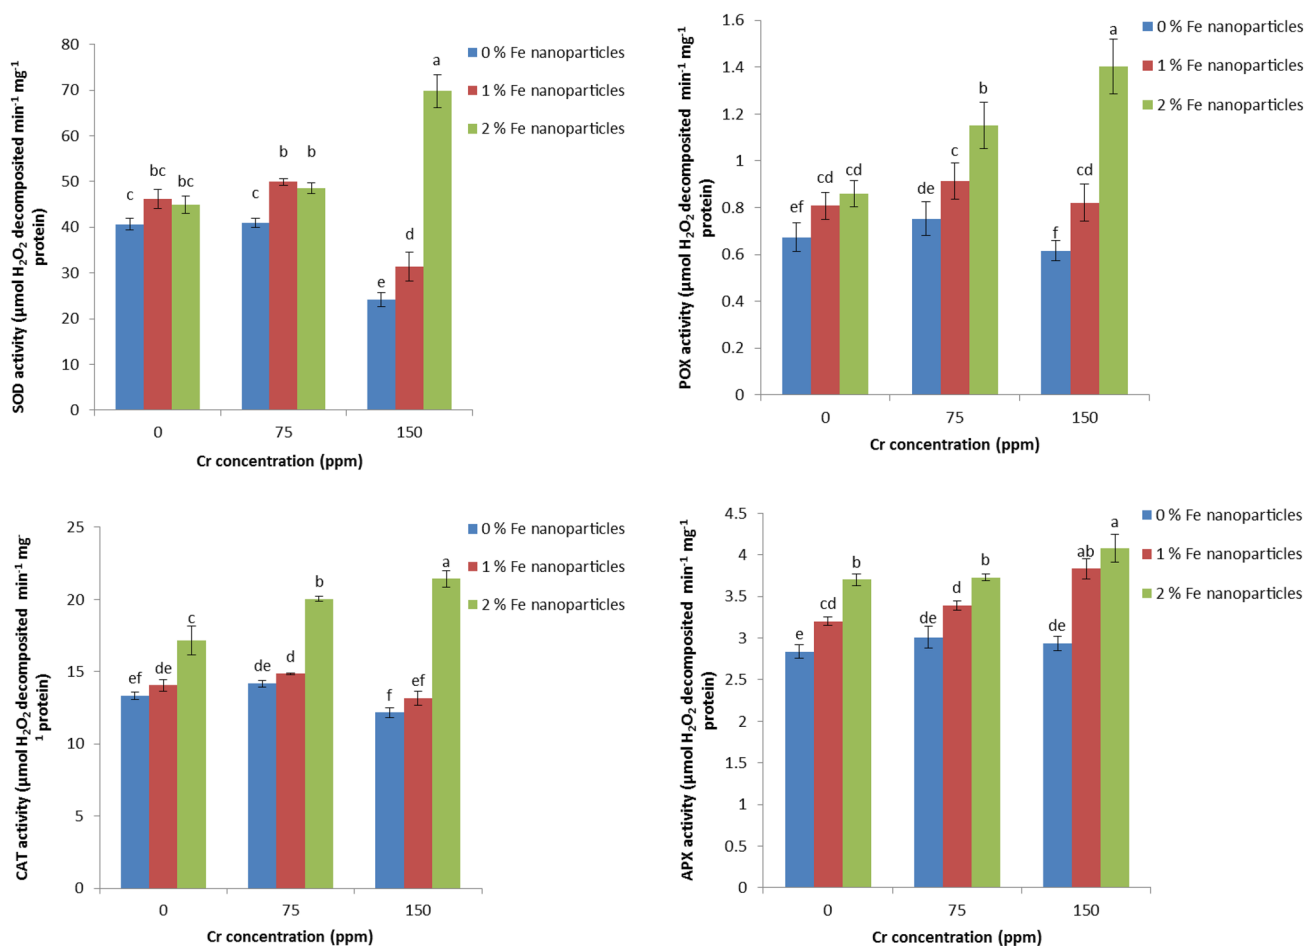 SOD activity (µmol H₂O₂ decomposited min⁻¹ mg⁻¹
protein)
80
70
60
50
40
30
20
10
0
c
bc
bc
c
b
b
e
d
a
0
75
150
Cr concentration (ppm)
0 % Fe nanoparticles
1 % Fe nanoparticles
2 % Fe nanoparticles
POX activity (µmol H₂O₂ decomposited min⁻¹ mg⁻¹
protein)
1.6
1.4
1.2
1
0.8
0.6
0.4
0.2
0
ef
cd
cd
de
c
b
f
cd
a
0
75
150
Cr concentration (ppm)
0 % Fe nanoparticles
1 % Fe nanoparticles
2 % Fe nanoparticles
CAT activity (µmol H₂O₂ decomposited min⁻¹ mg⁻
¹ protein)
25
20
15
10
5
0
ef
de
c
de
d
b
f
ef
a
0
75
150
Cr concentration (ppm)
0 % Fe nanoparticles
1 % Fe nanoparticles
2 % Fe nanoparticles
APX activity (µmol H₂O₂ decomposited min⁻¹ mg⁻¹
protein)
4.5
4
3.5
3
2.5
2
1.5
1
0.5
0
e
cd
b
de
d
b
de
ab
a
0
75
150
Cr concentration (ppm)
0 % Fe nanoparticles
1 % Fe nanoparticles
2 % Fe nanoparticles